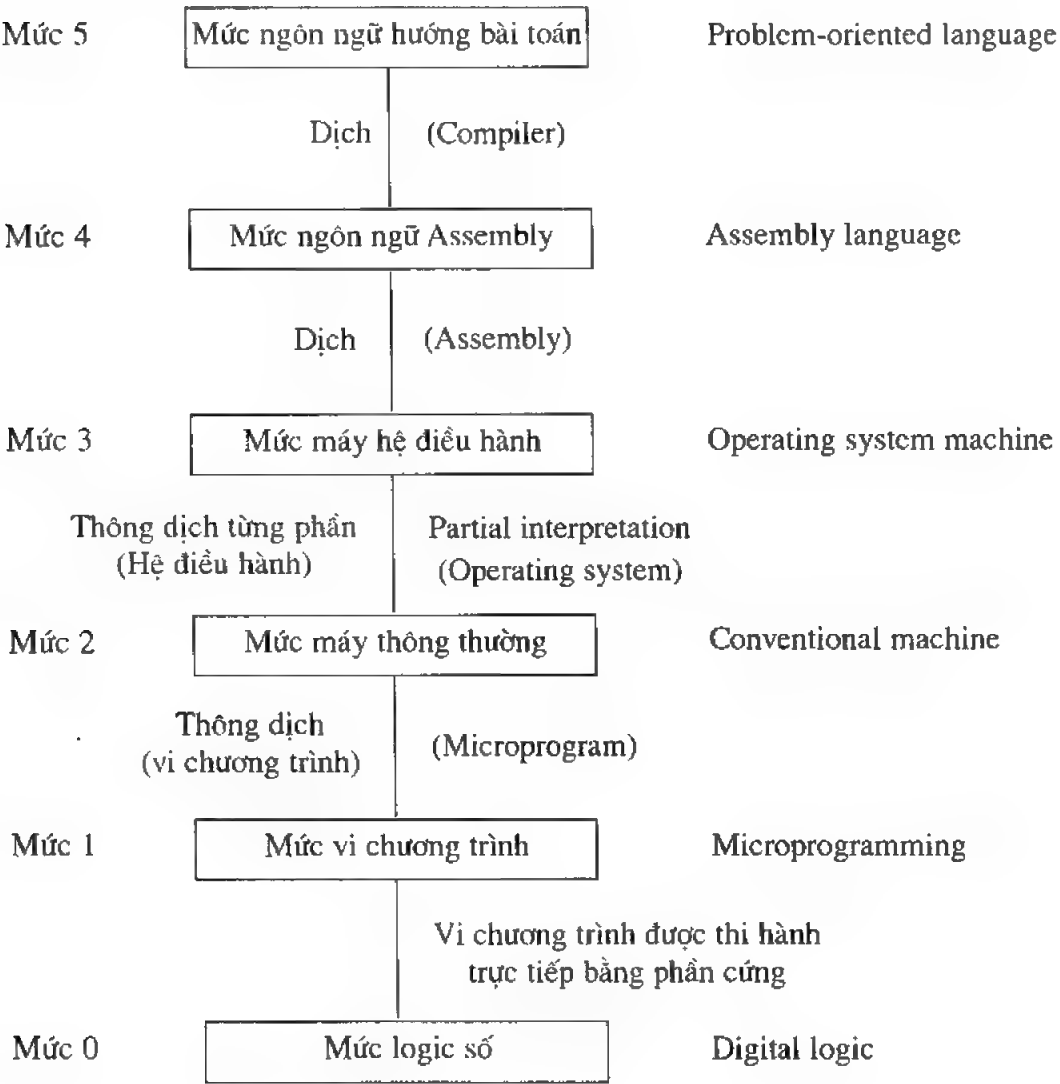 Mức 5 Mức ngôn ngữ hướng bài toán Problem-oriented language
Dịch (Compiler)
Mức 4 Mức ngôn ngữ Assembly Assembly language
Dịch (Assembly)
Mức 3 Mức máy hệ điều hành Operating system machine
Thông dịch từng phần Partial interpretation
(Hệ điều hành) (Operating system)
Mức 2 Mức máy thông thường Conventional machine
Thông dịch
(vi chương trình) (Microprogram)
Mức 1 Mức vi chương trình Microprogramming
Vi chương trình được thi hành
trực tiếp bằng phần cứng
Mức 0 Mức logic số Digital logic